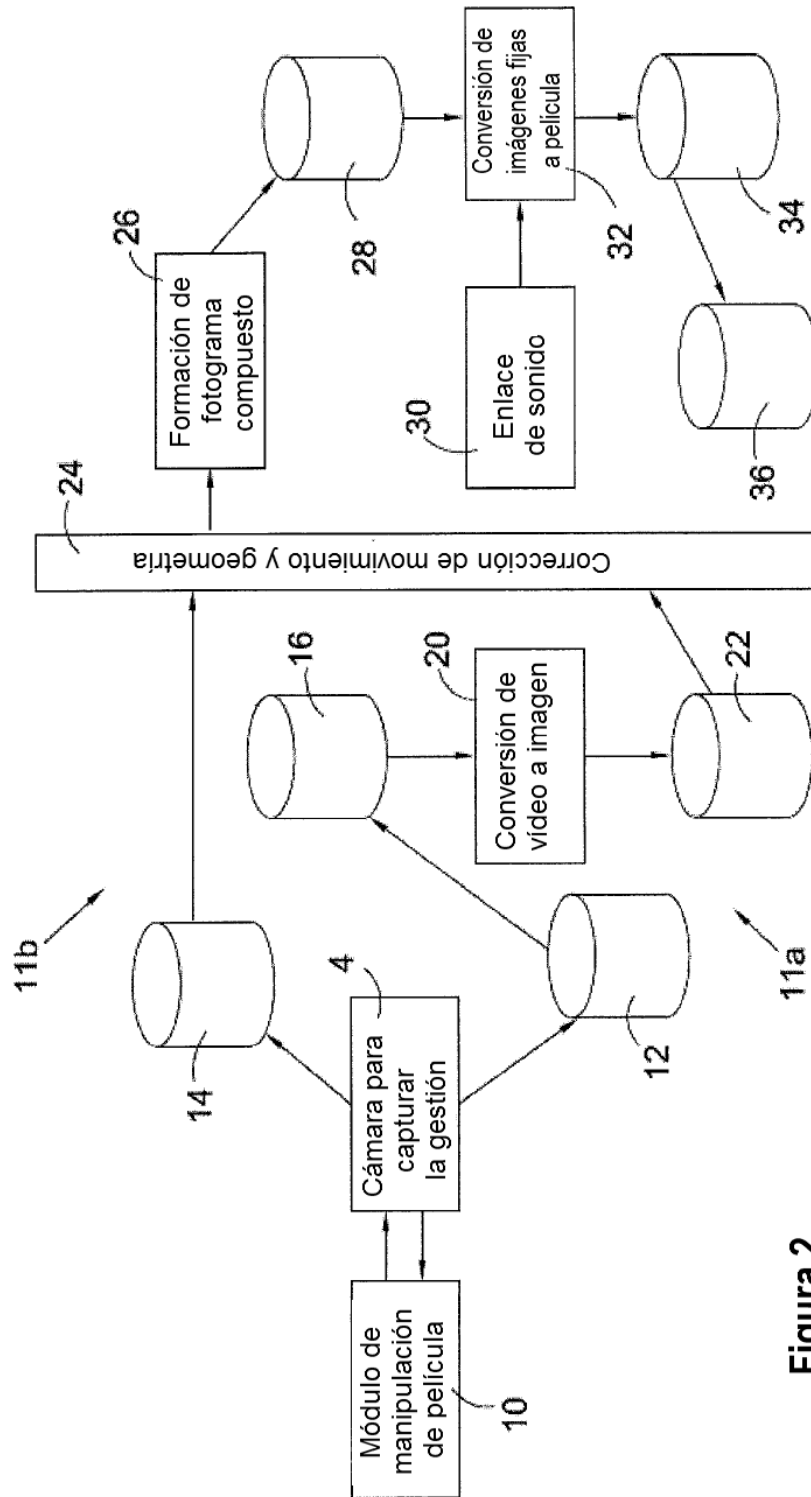 11b
14
Módulo de
manipulación
de película
10
Cámara para
capturar
la gestión
4
12
11a
16
Conversión de
vídeo a imagen
20
22
24
Corrección de movimiento y geometría
26
Formación de
fotograma
compuesto
28
30
Enlace
de sonido
Conversión de
imágenes fijas
a película
32
34
36
Figura 2